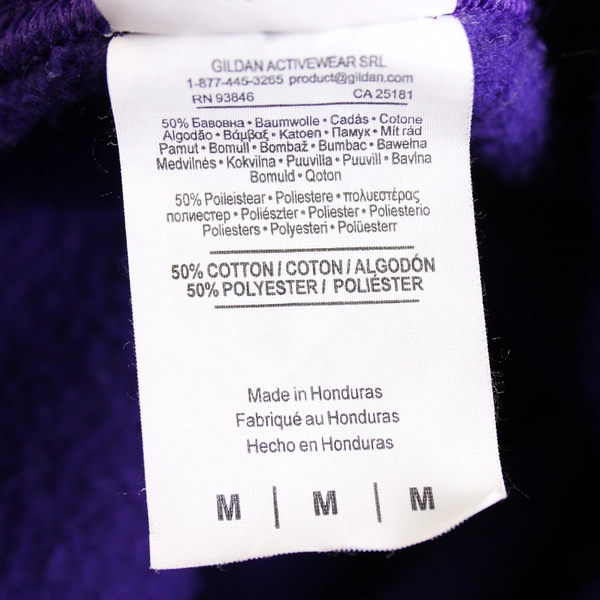 GILDAN ACTIVEWEAR SRL
1-877-445-3265 product@gildan.com
RN 93846 CA 25181
50% Бавовна • Baumwolle • Cadás • Cotone
Algodão • Βάμβαξ • Katoen • Памук • Mít rád
Pamut • Bomull • Bombaž • Bumbac • Bawełna
Medvilnės • Kokvilna • Puuvilla • Puuvill • Bavlna
Bomuld • Qoton
50% Poileistear • Poliestere • πολυεστέρας
полиестер • Poliészter • Poliester • Poliesterio
Poliesters • Polyesteri • Polüesterr
50% COTTON / COTON / ALGODÓN
50% POLYESTER / POLIÉSTER
Made in Honduras
Fabriqué au Honduras
Hecho en Honduras
M | M | M